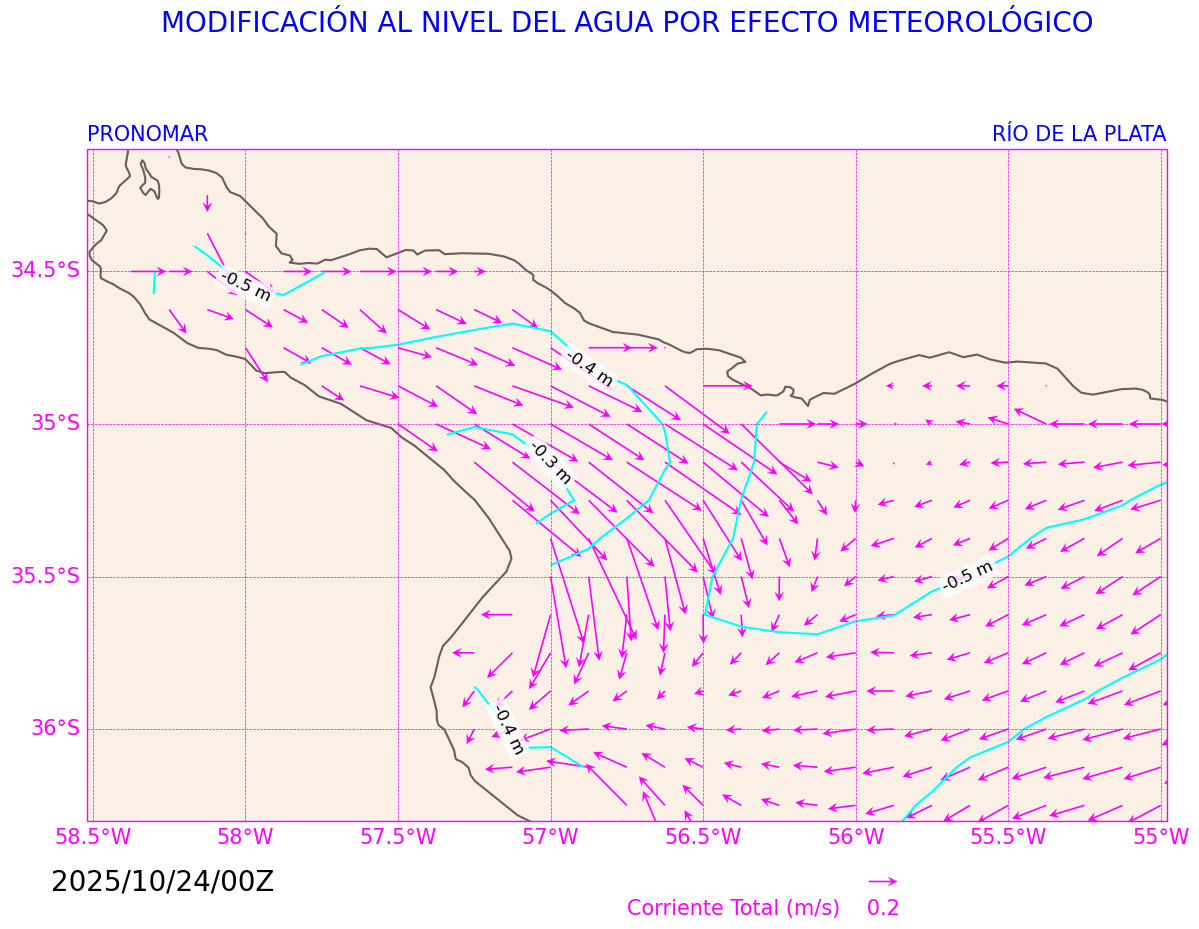 MODIFICACIÓN AL NIVEL DEL AGUA POR EFECTO METEOROLÓGICO
PRONOMAR
RÍO DE LA PLATA
34.5°S
35°S
35.5°S
36°S
-0.5 m
-0.4 m
-0.3 m
-0.5 m
-0.4 m
58.5°W
58°W
57.5°W
57°W
56.5°W
56°W
55.5°W
55°W
2025/10/24/00Z
Corriente Total (m/s)
0.2